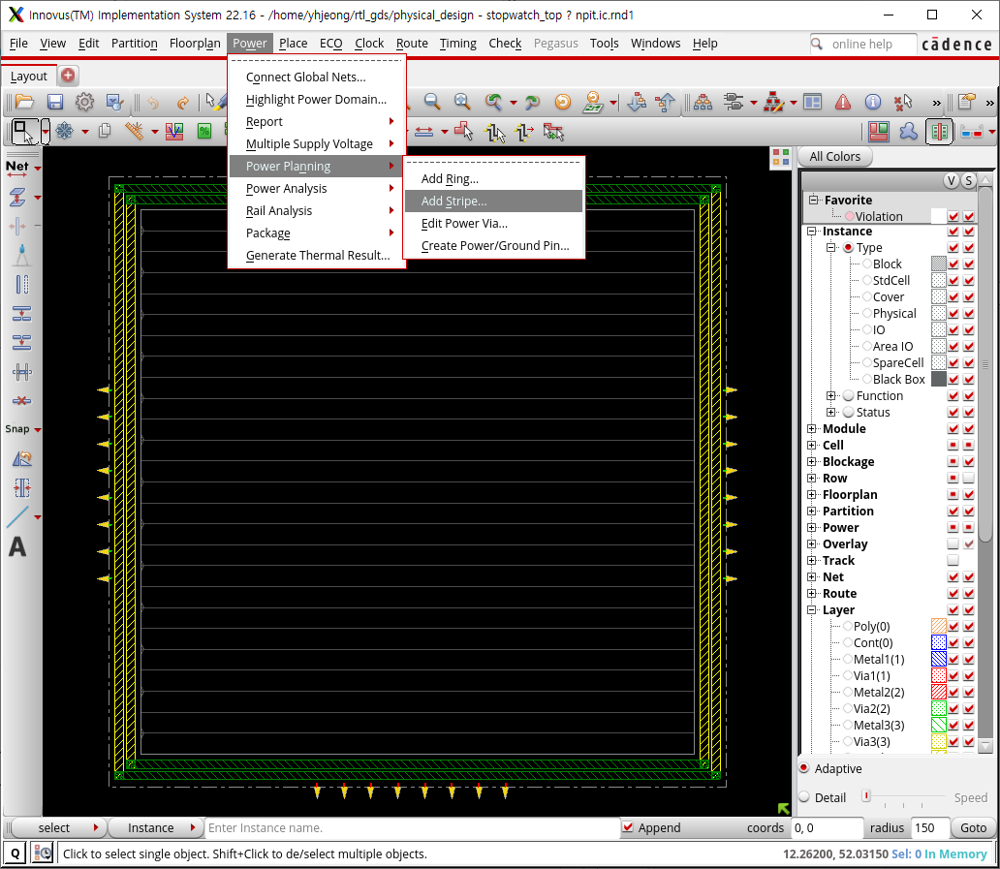 Innovus(TM) Implementation System 22.16 - /home/yhjeong/rtl_gds/physical_design - stopwatch_top ? npit.ic.rnd1
File View Edit Partition Floorplan Power Place ECO Clock Route Timing Check Pegasus Tools Windows Help
online help
cādence
Layout
Connect Global Nets...
Highlight Power Domain...
Report
Multiple Supply Voltage
Power Planning
Power Analysis
Rail Analysis
Package
Generate Thermal Result...
Add Ring...
Add Stripe...
Edit Power Via...
Create Power/Ground Pin...
Net
Snap
A
All Colors
V S
Favorite
Violation
Instance
Type
Block
StdCell
Cover
Physical
IO
Area IO
SpareCell
Black Box
Function
Status
Module
Cell
Blockage
Row
Floorplan
Partition
Power
Overlay
Track
Net
Route
Layer
Poly(0)
Cont(0)
Metal1(1)
Via1(1)
Metal2(2)
Via2(2)
Metal3(3)
Via3(3)
Adaptive
Detail Speed
select Instance Enter Instance name. Append coords 0, 0 radius 150 Goto
Q Click to select single object. Shift+Click to de/select multiple objects. 12.26200, 52.03150 Sel: 0 In Memory